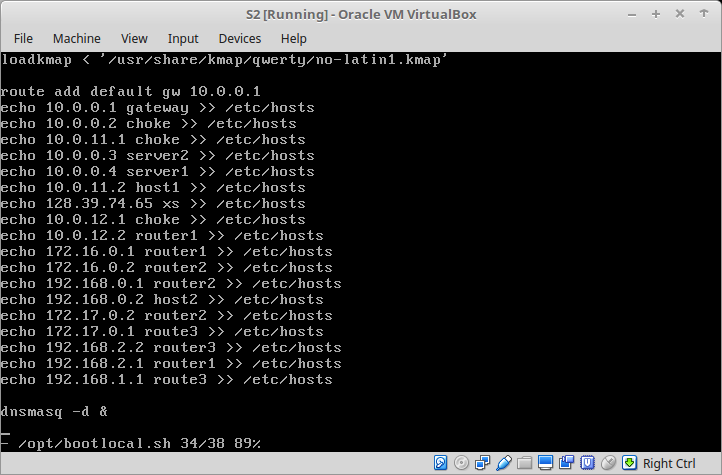 S2 [Running] - Oracle VM VirtualBox
File Machine View Input Devices Help
loadkmap < '/usr/share/kmap/qwerty/no-latin1.kmap'
route add default gw 10.0.0.1
echo 10.0.0.1 gateway >> /etc/hosts
echo 10.0.0.2 choke >> /etc/hosts
echo 10.0.11.1 choke >> /etc/hosts
echo 10.0.0.3 server2 >> /etc/hosts
echo 10.0.0.4 server1 >> /etc/hosts
echo 10.0.11.2 host1 >> /etc/hosts
echo 128.39.74.65 xs >> /etc/hosts
echo 10.0.12.1 choke >> /etc/hosts
echo 10.0.12.2 router1 >> /etc/hosts
echo 172.16.0.1 router1 >> /etc/hosts
echo 172.16.0.2 router2 >> /etc/hosts
echo 192.168.0.1 router2 >> /etc/hosts
echo 192.168.0.2 host2 >> /etc/hosts
echo 172.17.0.2 router2 >> /etc/hosts
echo 172.17.0.1 route3 >> /etc/hosts
echo 192.168.2.2 router3 >> /etc/hosts
echo 192.168.2.1 router1 >> /etc/hosts
echo 192.168.1.1 route3 >> /etc/hosts
dnsmasq -d &
- /opt/bootlocal.sh 34/38 89%
Right Ctrl